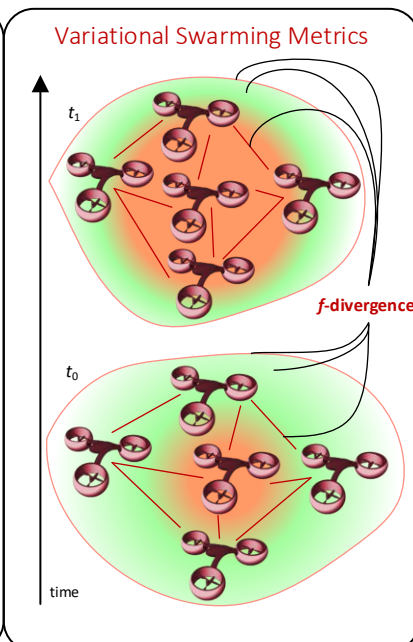 Variational Swarming Metrics
t1
f-divergence
t0
time